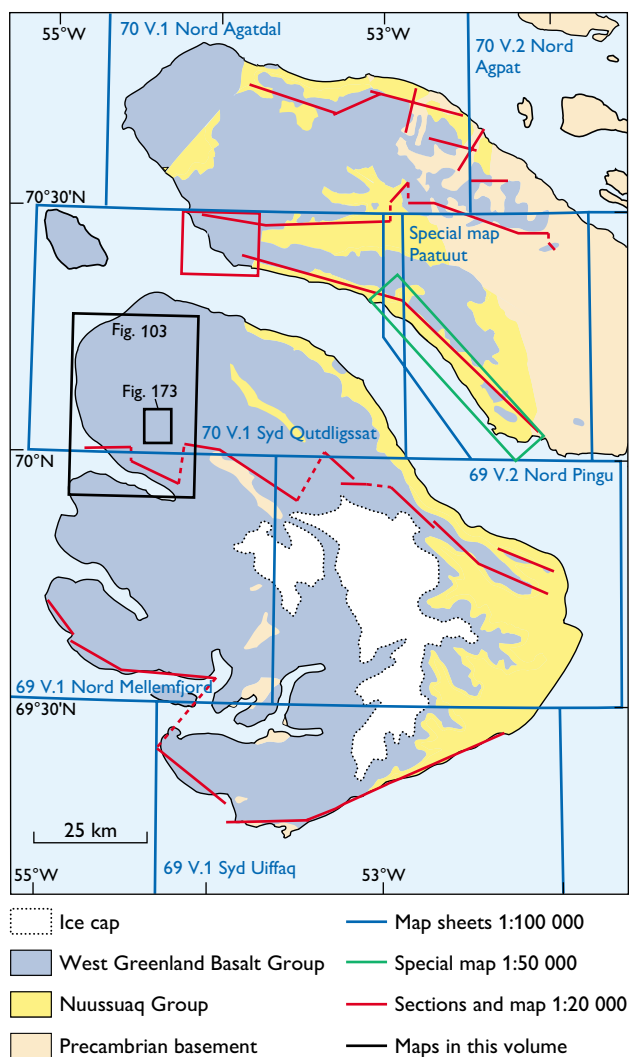 55°W
70 V.1 Nord Agatdal
53°W
70 V.2 Nord
Agpat
70°30'N
Special map
Paatuut
Fig. 103
Fig. 173
70 V.1 Syd Qutdligssat
70°N
69 V.2 Nord Pingu
69 V.1 Nord Mellemfjord
69°30'N
25 km
55°W
69 V.1 Syd Uiffaq
53°W
Ice cap
West Greenland Basalt Group
Nuussuaq Group
Precambrian basement
Map sheets 1:100 000
Special map 1:50 000
Sections and map 1:20 000
Maps in this volume